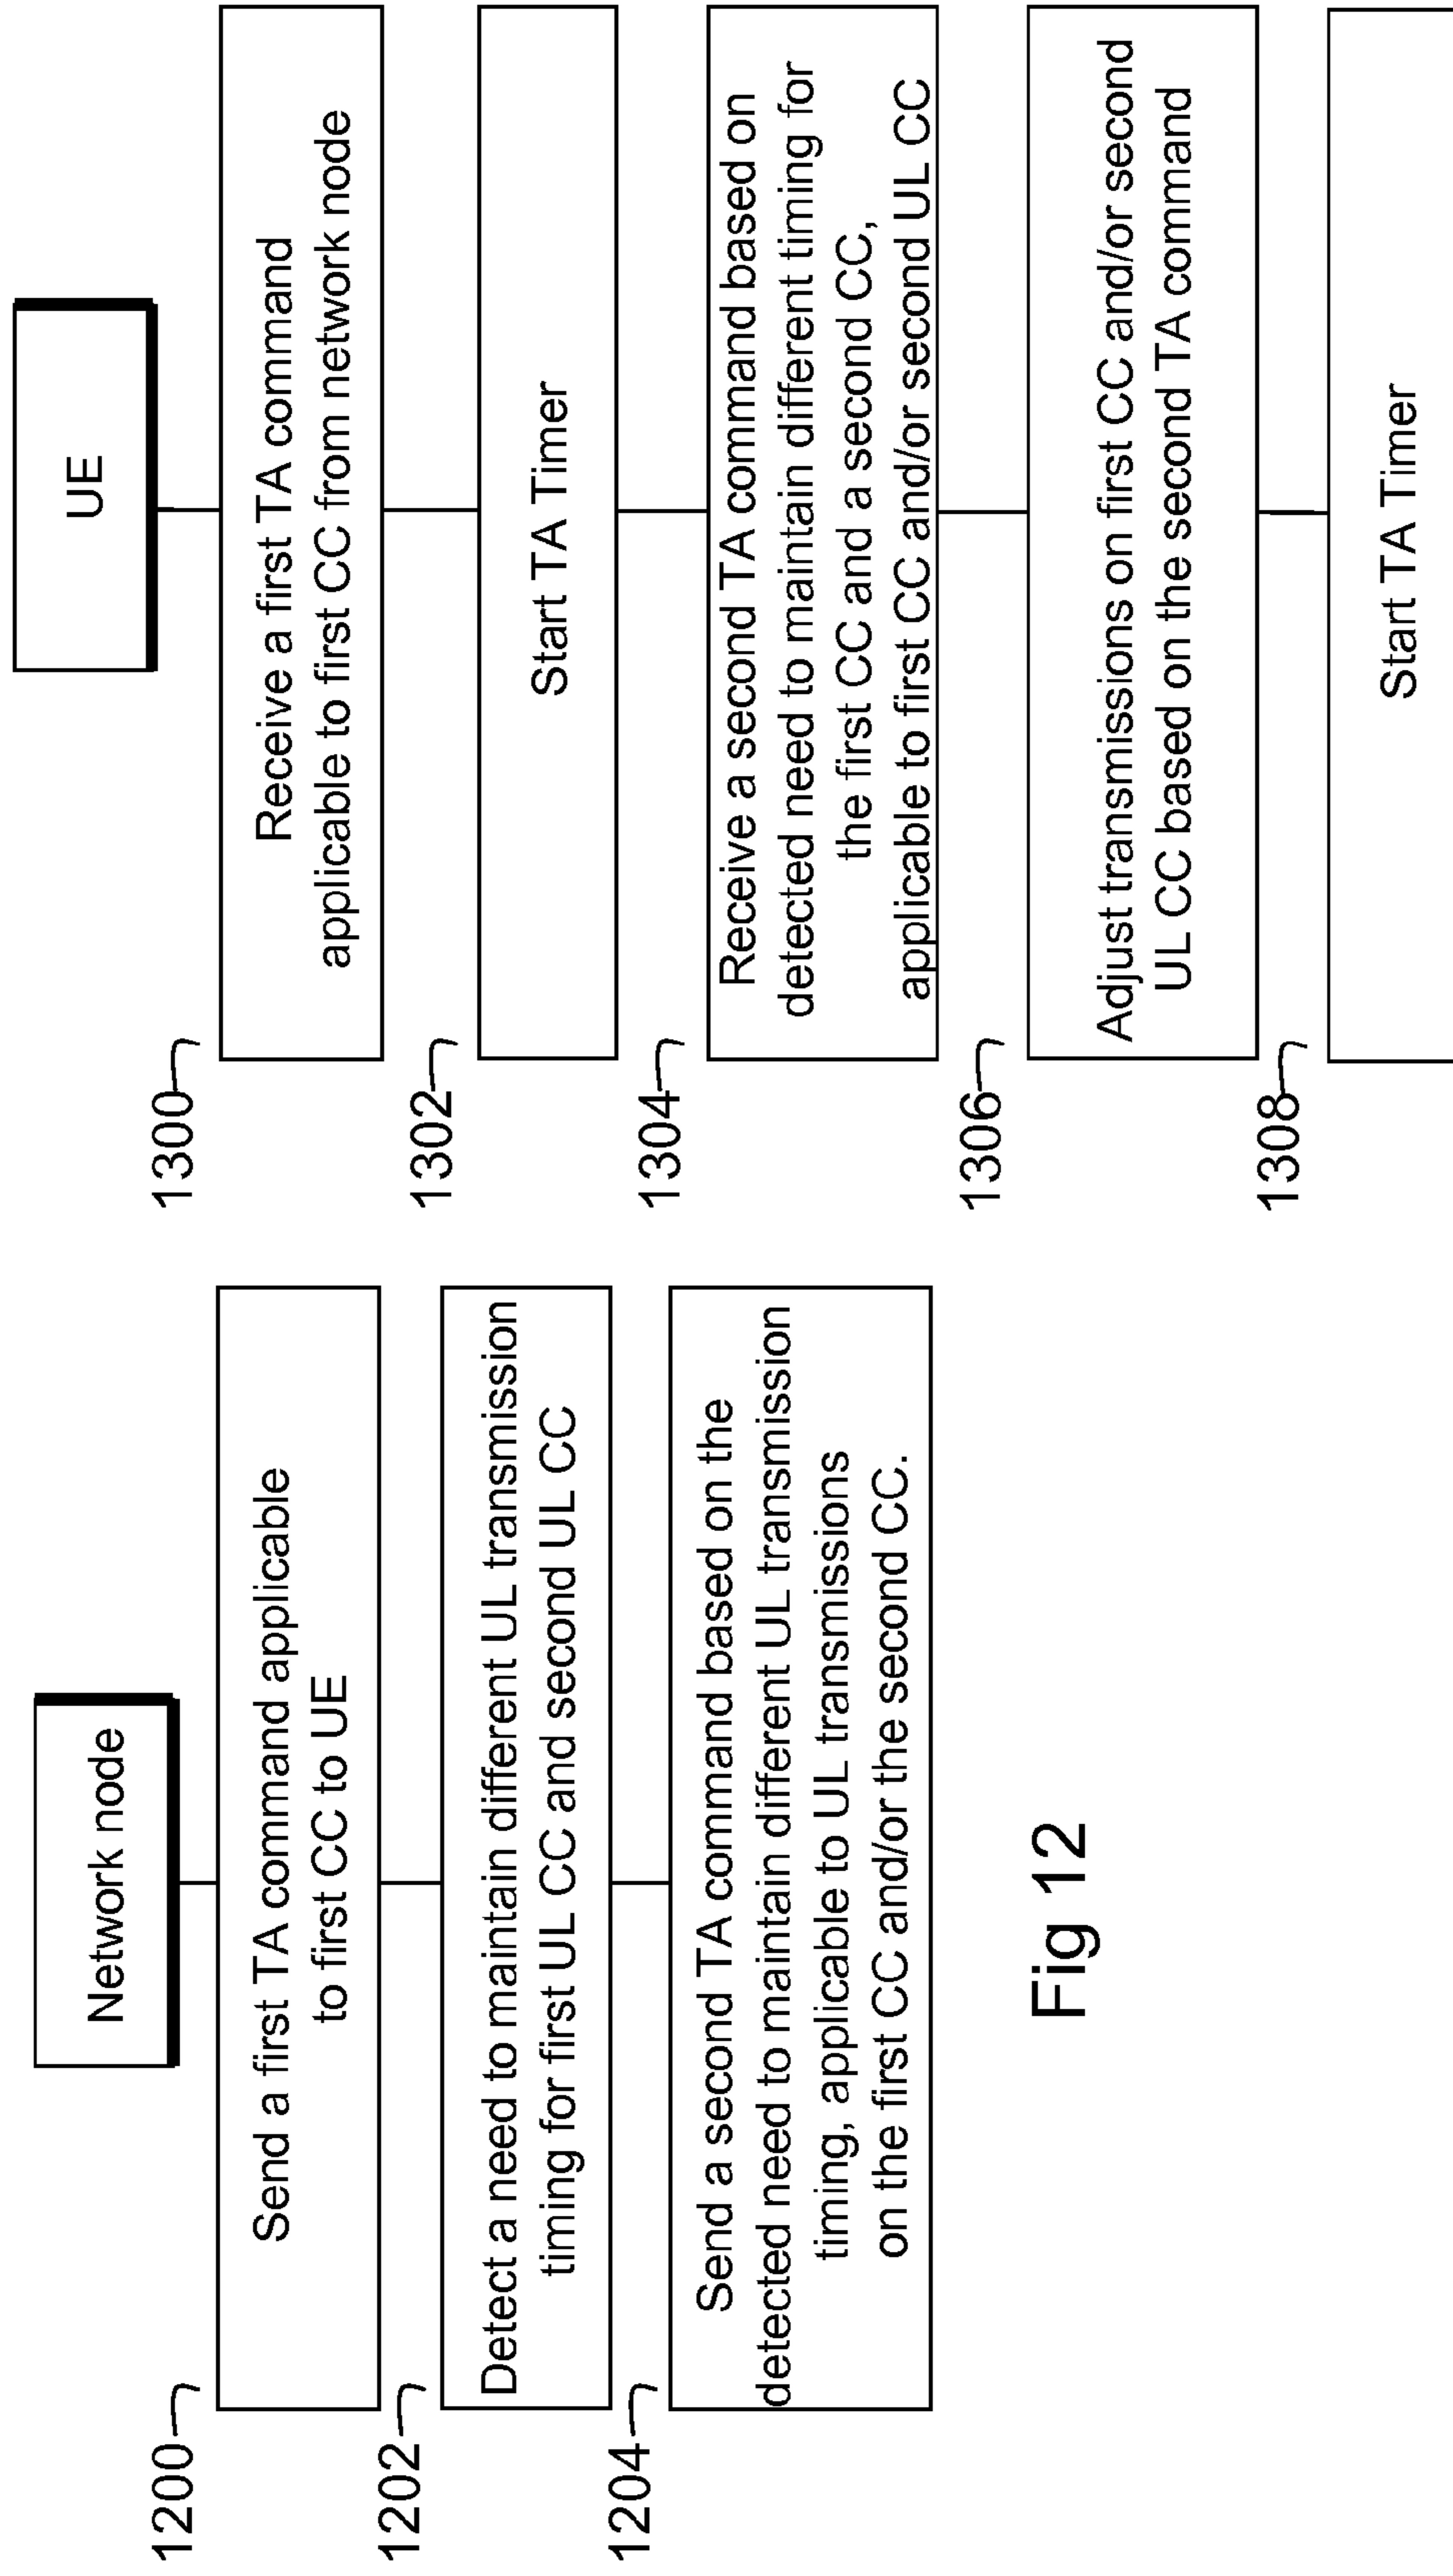 Network node
1200
Send a first TA command applicable
to first CC to UE
1202
Detect a need to maintain different UL transmission
timing for first UL CC and second UL CC
1204
Send a second TA command based on the
detected need to maintain different UL transmission
timing, applicable to UL transmissions
on the first CC and/or the second CC.
Fig 12
UE
1300
Receive a first TA command
applicable to first CC from network node
1302
Start TA Timer
1304
Receive a second TA command based on
detected need to maintain different timing for
the first CC and a second CC,
applicable to first CC and/or second UL CC
1306
Adjust transmissions on first CC and/or second
UL CC based on the second TA command
1308
Start TA Timer